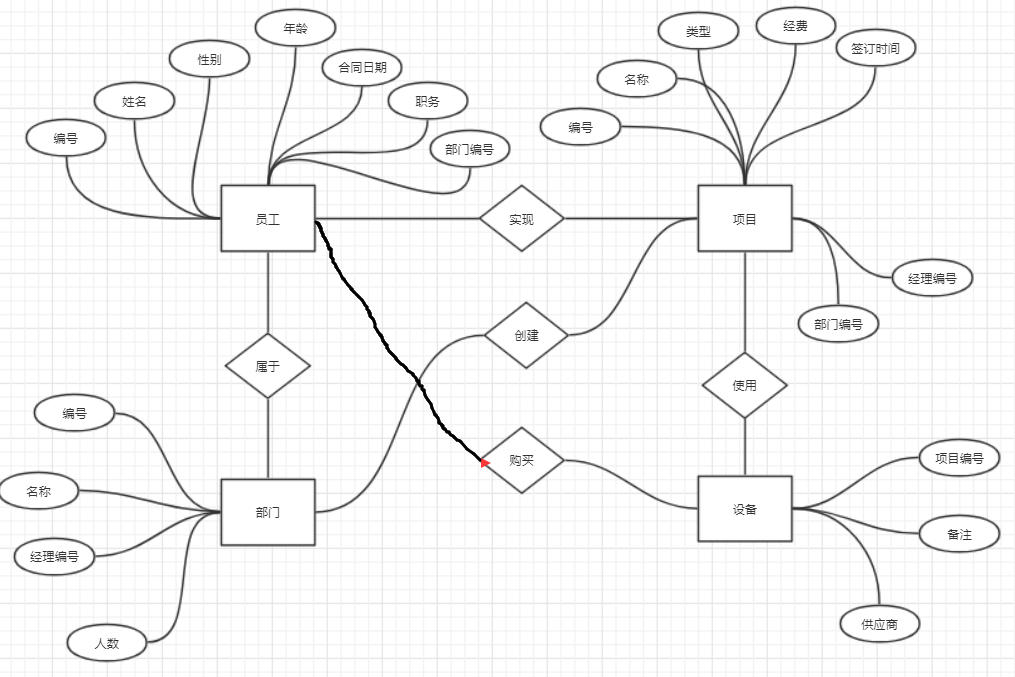 年龄
性别
合同日期
姓名
职务
编号
部门编号
类型
经费
签订时间
名称
编号
员工
实现
项目
经理编号
部门编号
创建
属于
使用
编号
购买
项目编号
名称
部门
设备
备注
经理编号
人数
供应商